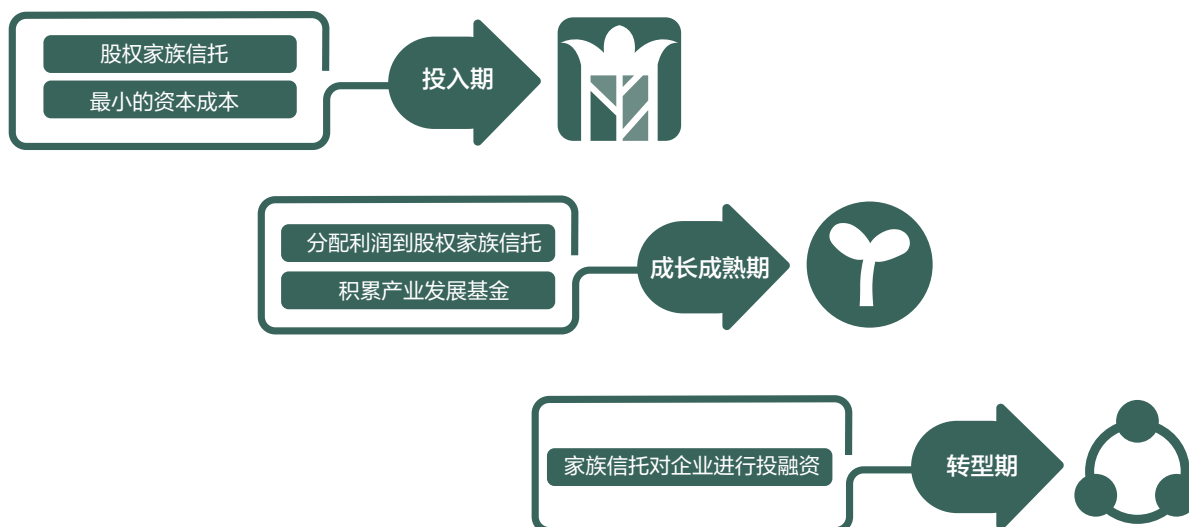 股权家族信托
最小的资本成本
投入期
分配利润到股权家族信托
积累产业发展基金
成长成熟期
家族信托对企业进行投融资
转型期